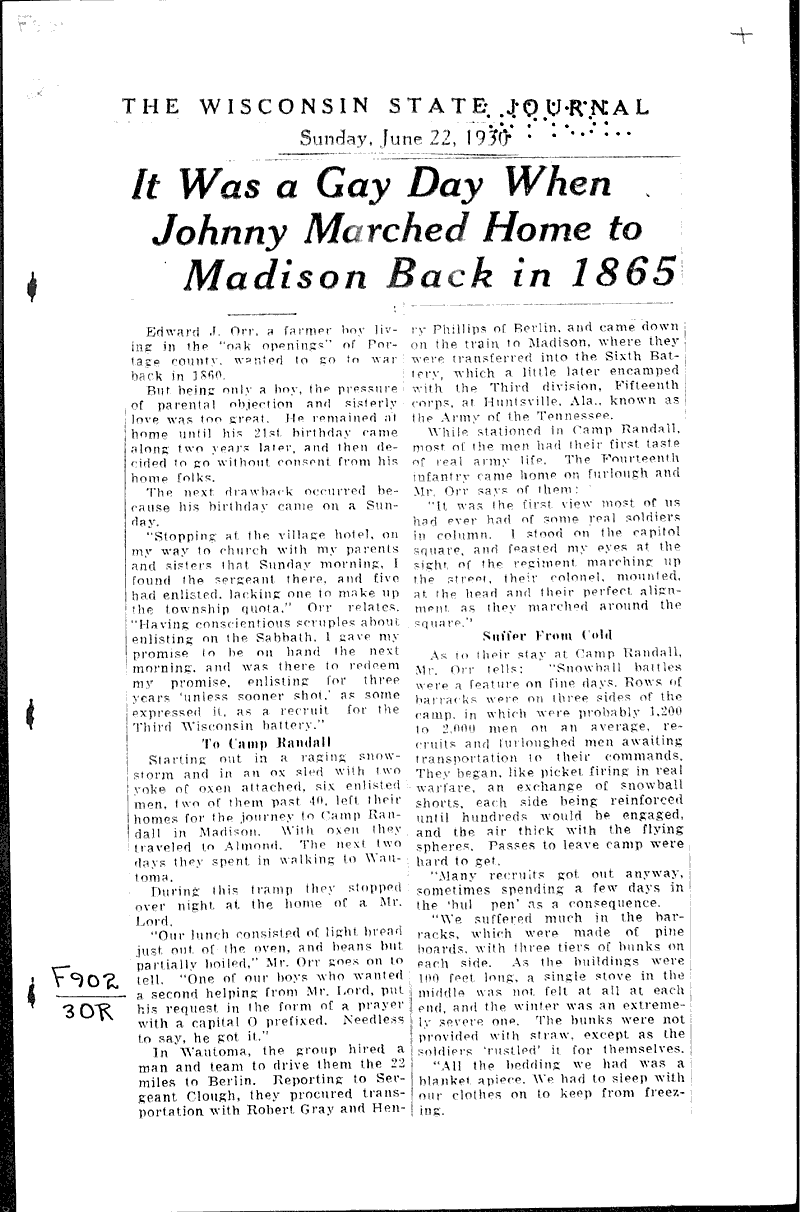 THE WISCONSIN STATE JOURNAL
Sunday, June 22, 1930
It Was a Gay Day When
Johnny Marched Home to
Madison Back in 1865
Edward J. Orr, a farmer boy liv-
ing in the "oak openings" of Por-
tage county, wanted to go to war
back in 1860.
But being only a boy, the pressure
of parental objection and sisterly
love was too great. He remained at
home until his 21st birthday came
along two years later, and then de-
cided to go without consent from his
home folks.
The next drawback occurred be-
cause his birthday came on a Sun-
day.
"Stopping at the village hotel, on
my way to church with my parents
and sisters that Sunday morning, I
found the sergeant there, and five
had enlisted, lacking one to make up
the township quota," Orr relates.
"Having conscientious scruples about
enlisting on the Sabbath, I gave my
promise to be on hand the next
morning, and was there to redeem
my promise, enlisting for three
years 'unless sooner shot,' as some
expressed it, as a recruit for the
Third Wisconsin battery."
To Camp Randall
Starting out in a raging snow-
storm and in an ox sled with two
yoke of oxen attached, six enlisted
men, two of them past 40, left their
homes for the journey to Camp Ran-
dall in Madison. With oxen they
traveled to Almond. The next two
days they spent in walking to Wau-
toma.
During this tramp they stopped
over night at the home of a Mr.
Lord.
"Our lunch consisted of light bread
just out of the oven, and beans but
partially boiled," Mr. Orr goes on to
tell. "One of our boys who wanted
a second helping from Mr. Lord, put
his request in the form of a prayer
with a capital O prefixed. Needless
to say, he got it."
In Wautoma, the group hired a
man and team to drive them the 22
miles to Berlin. Reporting to Ser-
geant Clough, they procured trans-
portation with Robert Gray and Hen-
ry Phillips of Berlin, and came down
on the train to Madison, where they
were transferred into the Sixth Bat-
tery, which a little later encamped
with the Third division, Fifteenth
corps, at Huntsville, Ala., known as
the Army of the Tennessee.
While stationed in Camp Randall,
most of the men had their first taste
of real army life. The Fourteenth
infantry came home on furlough and
Mr. Orr says of them:
"It was the first view most of us
had ever had of some real soldiers
in column. I stood on the capitol
square, and feasted my eyes at the
sight of the regiment marching up
the street, their colonel, mounted,
at the head and their perfect align-
ment as they marched around the
square."
Suffer From Cold
As to their stay at Camp Randall,
Mr. Orr tells: "Snowball battles
were a feature on fine days. Rows of
barracks were on three sides of the
camp, in which were probably 1,200
to 2,000 men on an average, re-
cruits and furloughed men awaiting
transportation to their commands.
They began, like picket firing in real
warfare, an exchange of snowball
shorts, each side being reinforced
until hundreds would be engaged,
and the air thick with the flying
spheres. Passes to leave camp were
hard to get.
"Many recruits got out anyway,
sometimes spending a few days in
the 'bul pen' as a consequence.
"We suffered much in the bar-
racks, which were made of pine
boards, with three tiers of bunks on
each side. As the buildings were
100 feet long, a single stove in the
middle was not felt at all at each
end, and the winter was an extreme-
ly severe one. The bunks were not
provided with straw, except as the
soldiers 'rustled' it for themselves.
"All the bedding we had was a
blanket apiece. We had to sleep with
our clothes on to keep from freez-
ing.
F902
3OR